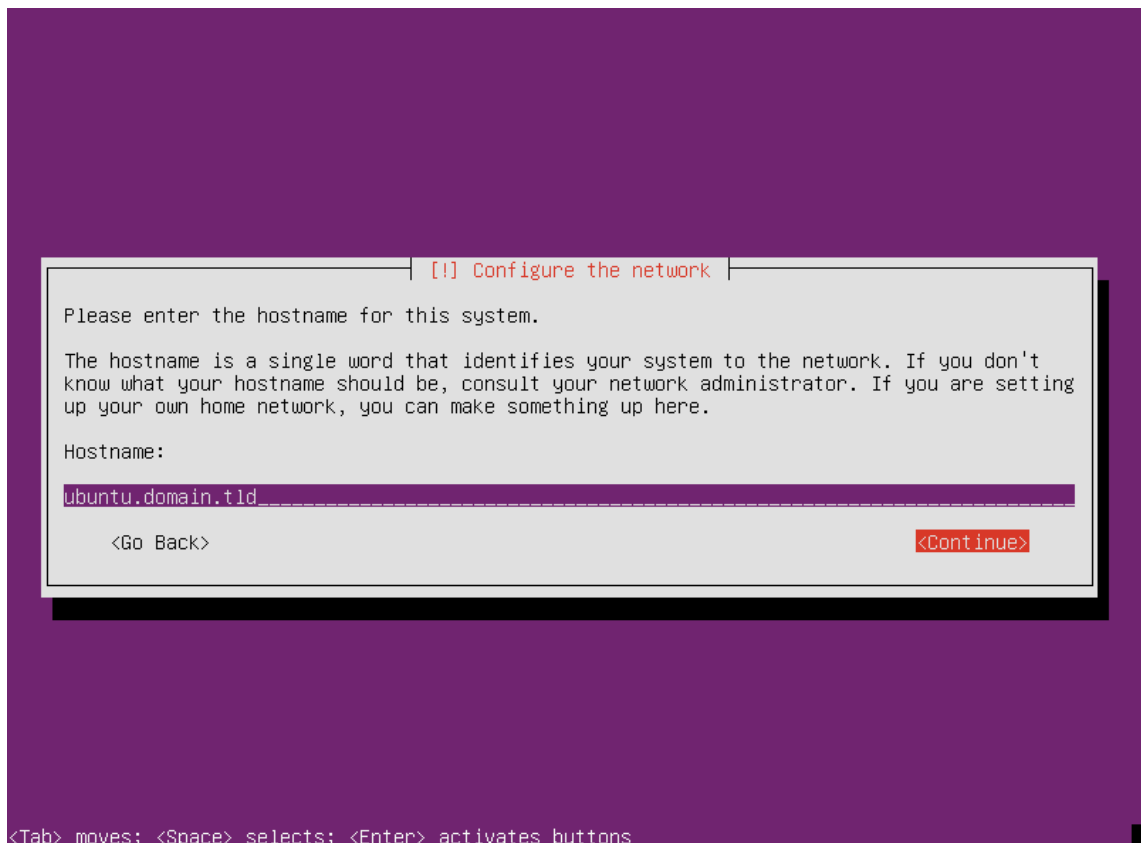 [!] Configure the network
Please enter the hostname for this system.
The hostname is a single word that identifies your system to the network. If you don't
know what your hostname should be, consult your network administrator. If you are setting
up your own home network, you can make something up here.
Hostname:
ubuntu.domain.tld
<Go Back> <Continue>
<Tab> moves; <Space> selects; <Enter> activates buttons